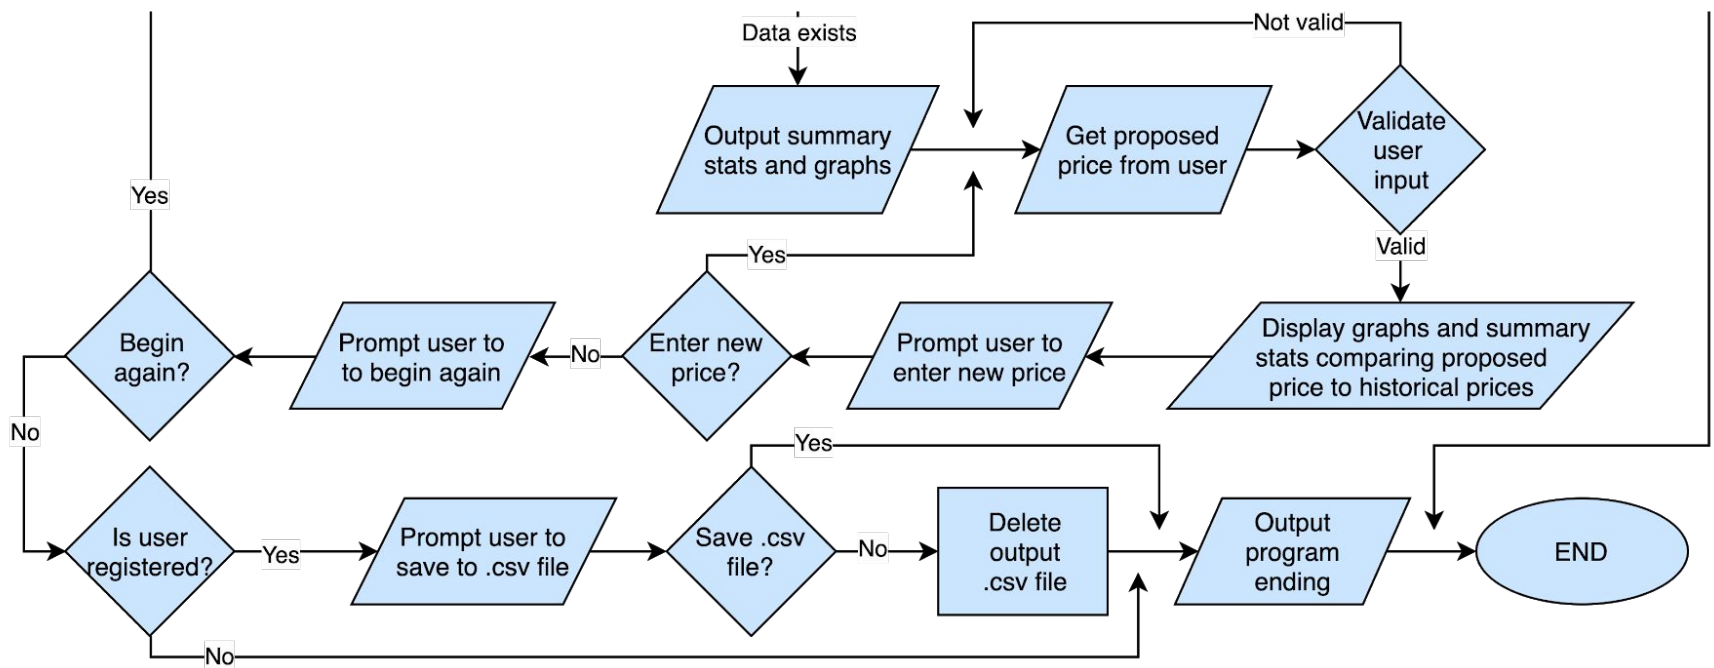 Data exists
Not valid
Output summary
stats and graphs
Get proposed
price from user
Validate
user
input
Yes
Yes
Valid
Begin
again?
Prompt user to
to begin again
No
Enter new
price?
Prompt user to
enter new price
Display graphs and summary
stats comparing proposed
price to historical prices
No
Yes
Is user
registered?
Yes
Prompt user to
save to .csv file
Save .csv
file?
No
Delete
output
.csv file
Output
program
ending
END
No